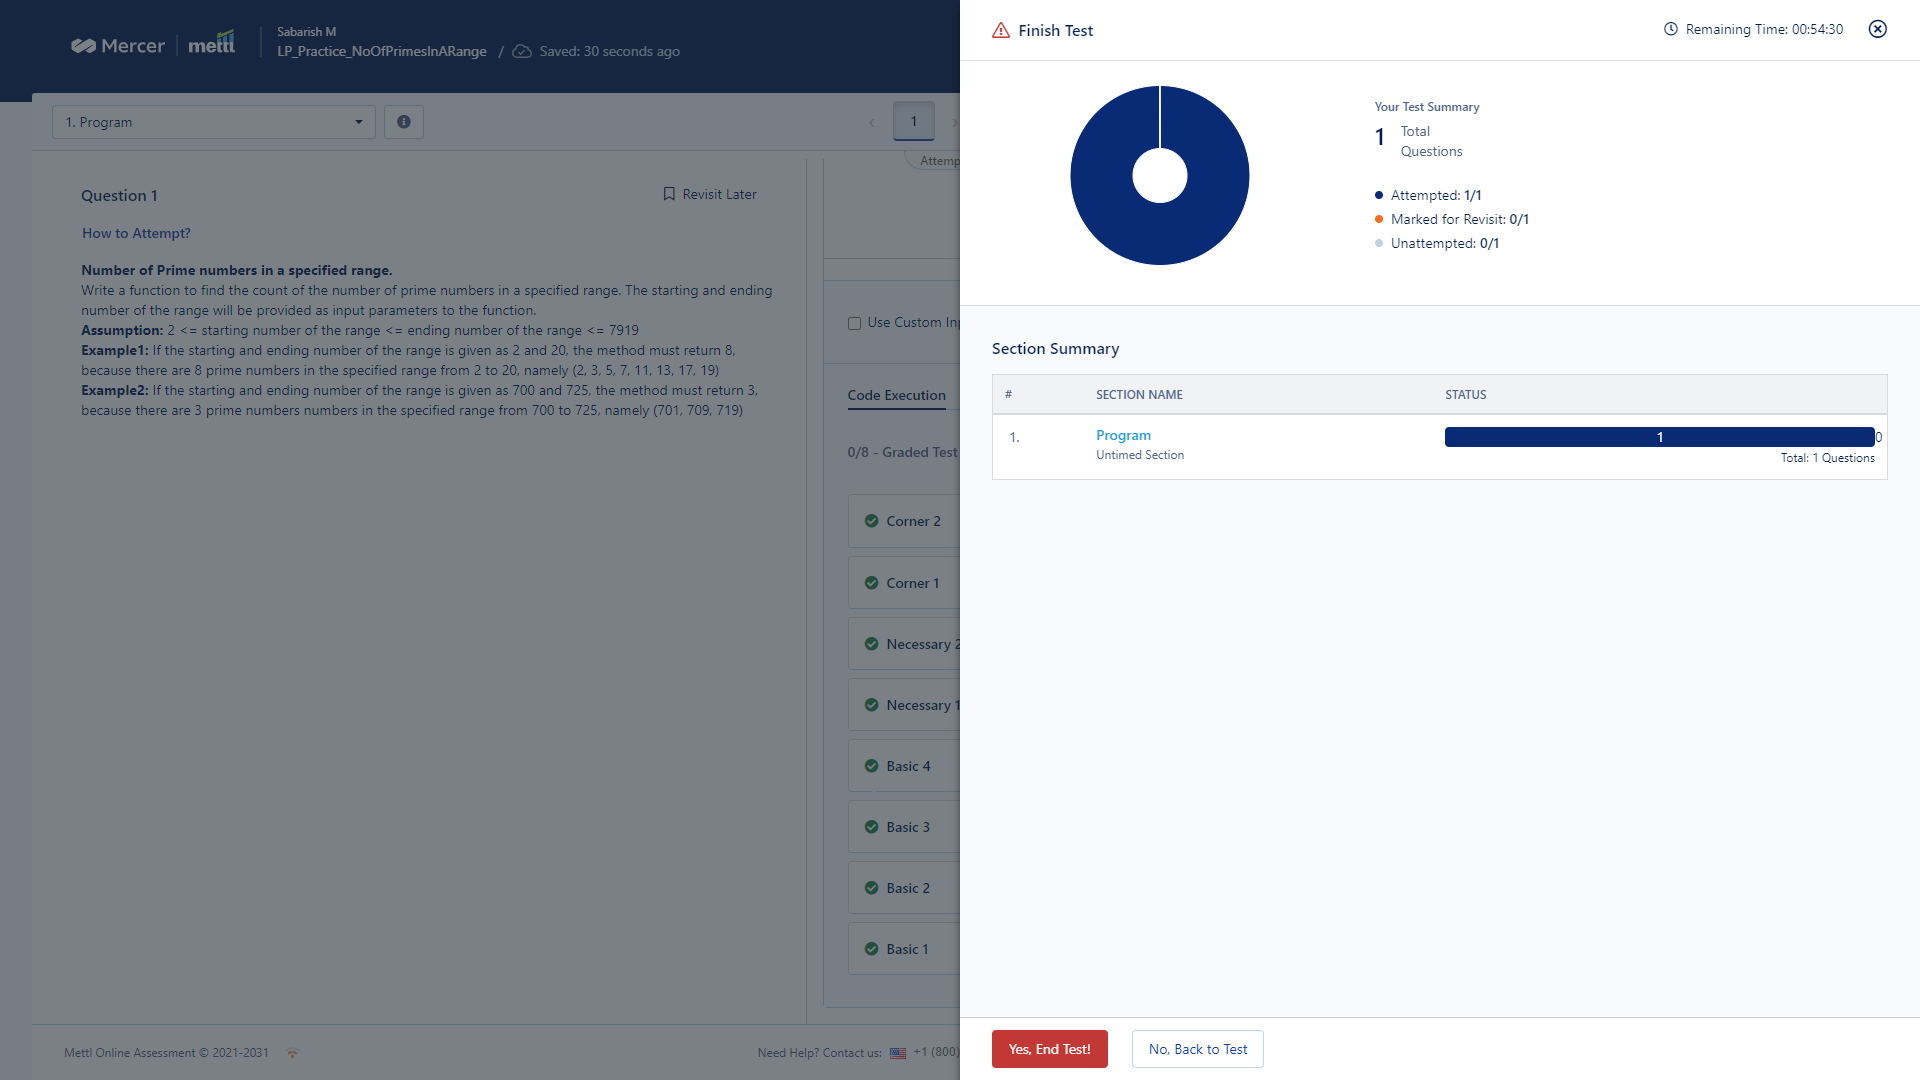 Mercer
mettl
Sabarish M
LP_Practice_NoOfPrimesInARange / Saved: 30 seconds ago
1. Program
1
Attemp
Question 1
Revisit Later
How to Attempt?
Number of Prime numbers in a specified range.
Write a function to find the count of the number of prime numbers in a specified range. The starting and ending
number of the range will be provided as input parameters to the function.
Assumption: 2 <= starting number of the range <= ending number of the range <= 7919
Example1: If the starting and ending number of the range is given as 2 and 20, the method must return 8,
because there are 8 prime numbers in the specified range from 2 to 20, namely (2, 3, 5, 7, 11, 13, 17, 19)
Example2: If the starting and ending number of the range is given as 700 and 725, the method must return 3,
because there are 3 prime numbers numbers in the specified range from 700 to 725, namely (701, 709, 719)
Use Custom Inp
Code Execution
0/8 - Graded Test
Corner 2
Corner 1
Necessary 2
Necessary 1
Basic 4
Basic 3
Basic 2
Basic 1
Mettl Online Assessment © 2021-2031
Need Help? Contact us: +1 (800)
Finish Test
Remaining Time: 00:54:30
Your Test Summary
1 Total
Questions
Attempted: 1/1
Marked for Revisit: 0/1
Unattempted: 0/1
Section Summary
# SECTION NAME STATUS
1. Program 1 0
Untimed Section Total: 1 Questions
Yes, End Test!
No, Back to Test